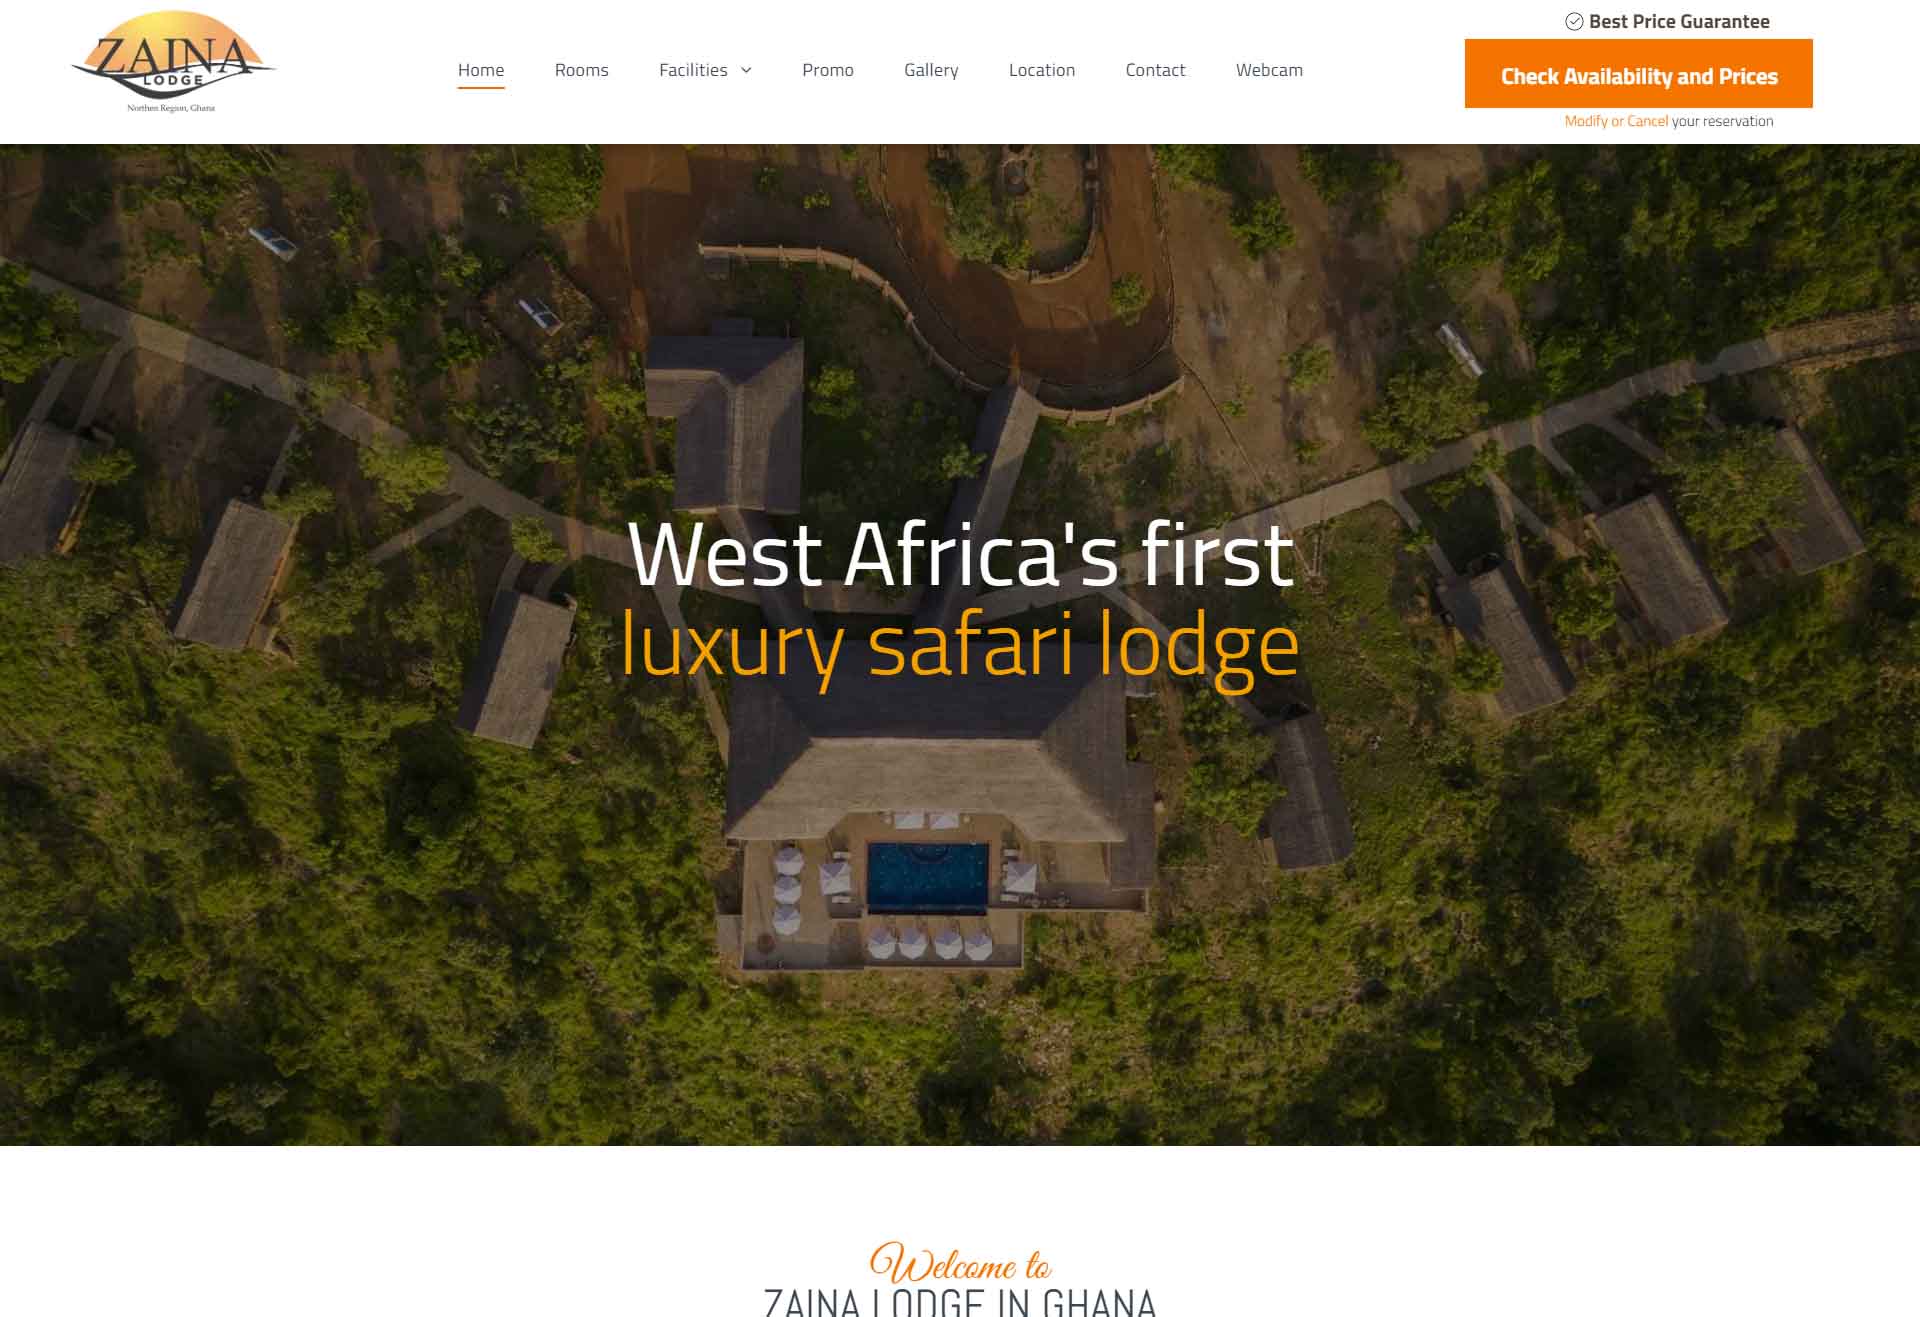 ZAINA
LODGE
Northen Region, Ghana
Home
Rooms
Facilities
Promo
Gallery
Location
Contact
Webcam
Best Price Guarantee
Check Availability and Prices
Modify or Cancel your reservation
West Africa's first
luxury safari lodge
Welcome to
ZAINA LODGE IN GHANA